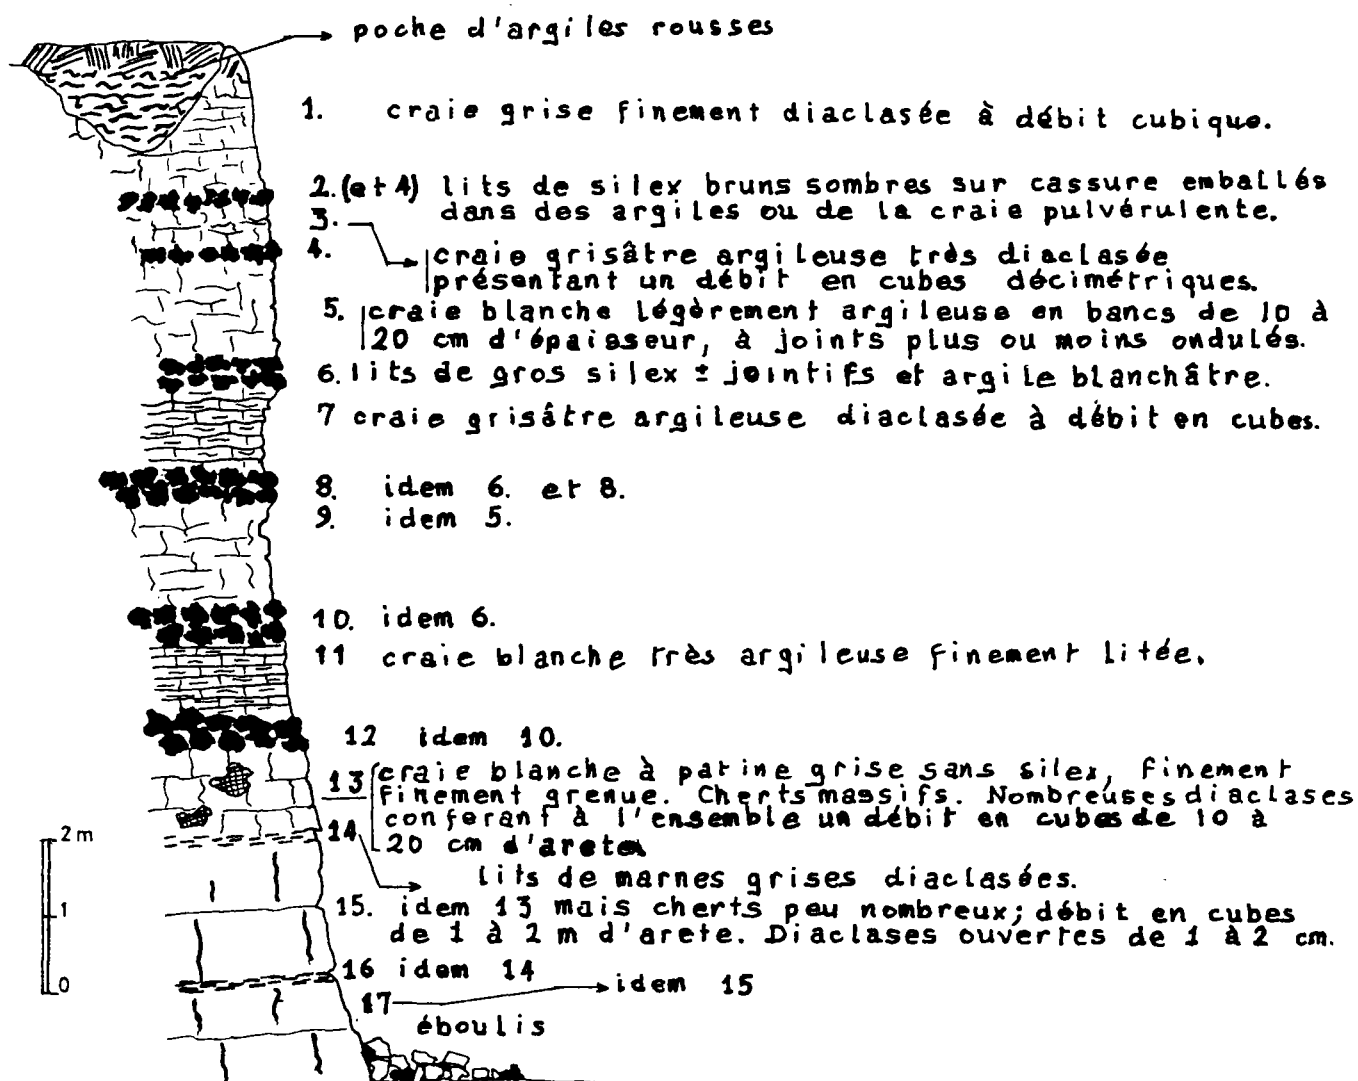 poche d'argiles rousses
1. craie grise finement diaclasée à débit cubique.
2. (et 4) lits de silex bruns sombres sur cassure emballés
dans des argiles ou de la craie pulvérulente.
3.
4. craie grisâtre argileuse très diaclasée
présentant un débit en cubes décimétriques.
5. craie blanche légèrement argileuse en bancs de 10 à
20 cm d'épaisseur, à joints plus ou moins ondulés.
6. lits de gros silex ± jointifs et argile blanchâtre.
7 craie grisâtre argileuse diaclasée à débit en cubes.
8. idem 6. et 8.
9. idem 5.
10. idem 6.
11 craie blanche très argileuse finement litée.
12 idem 10.
13 craie blanche à patine grise sans silex, finement
finement grenue. Cherts massifs. Nombreuses diaclases
conferant à l'ensemble un débit en cubes de 10 à
20 cm d'arete.
14
lits de marnes grises diaclasées.
15. idem 13 mais cherts peu nombreux; débit en cubes
de 1 à 2 m d'arete. Diaclases ouvertes de 1 à 2 cm.
16 idem 14
17 idem 15
éboulis
2 m
1
0